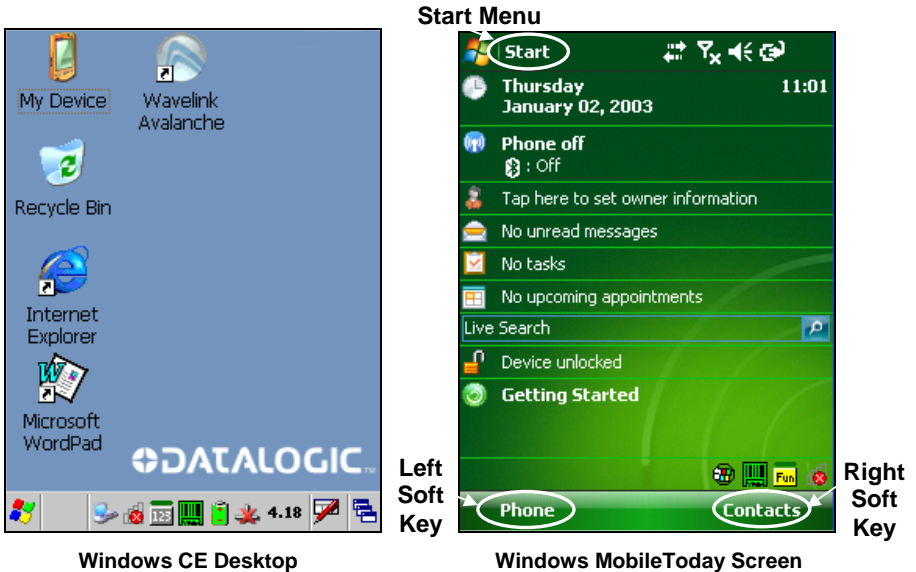 Start Menu
My Device
Wavelink
Avalanche
Recycle Bin
Internet
Explorer
W
Microsoft
WordPad
DATALOGIC™
123
4.18
Windows CE Desktop
Start
Thursday
11:01
January 02, 2003
Phone off
: Off
Tap here to set owner information
No unread messages
No tasks
No upcoming appointments
Live Search
Device unlocked
Getting Started
Fun
Left
Soft
Key
Phone
Contacts
Right
Soft
Key
Windows MobileToday Screen